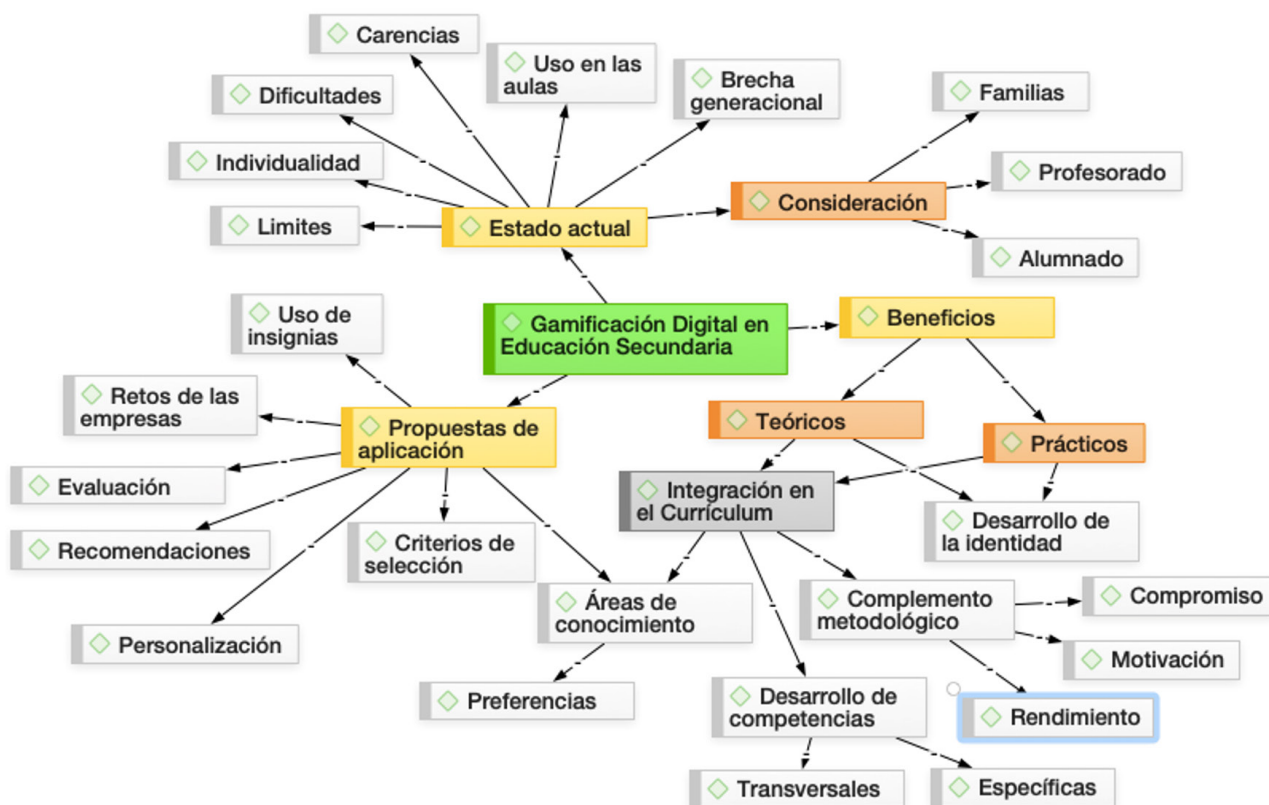 Carencias
Uso en las
aulas
Brecha
generacional
Familias
Dificultades
Individualidad
Profesorado
Consideración
Limites
Estado actual
Alumnado
Uso de
insignias
Gamificación Digital en
Educación Secundaria
Beneficios
Retos de las
empresas
Propuestas de
aplicación
Teóricos
Prácticos
Evaluación
Integración en
el Currículum
Desarrollo de
la identidad
Recomendaciones
Criterios de
selección
Áreas de
conocimiento
Complemento
metodológico
Compromiso
Personalización
Motivación
Preferencias
Desarrollo de
competencias
Rendimiento
Transversales
Específicas